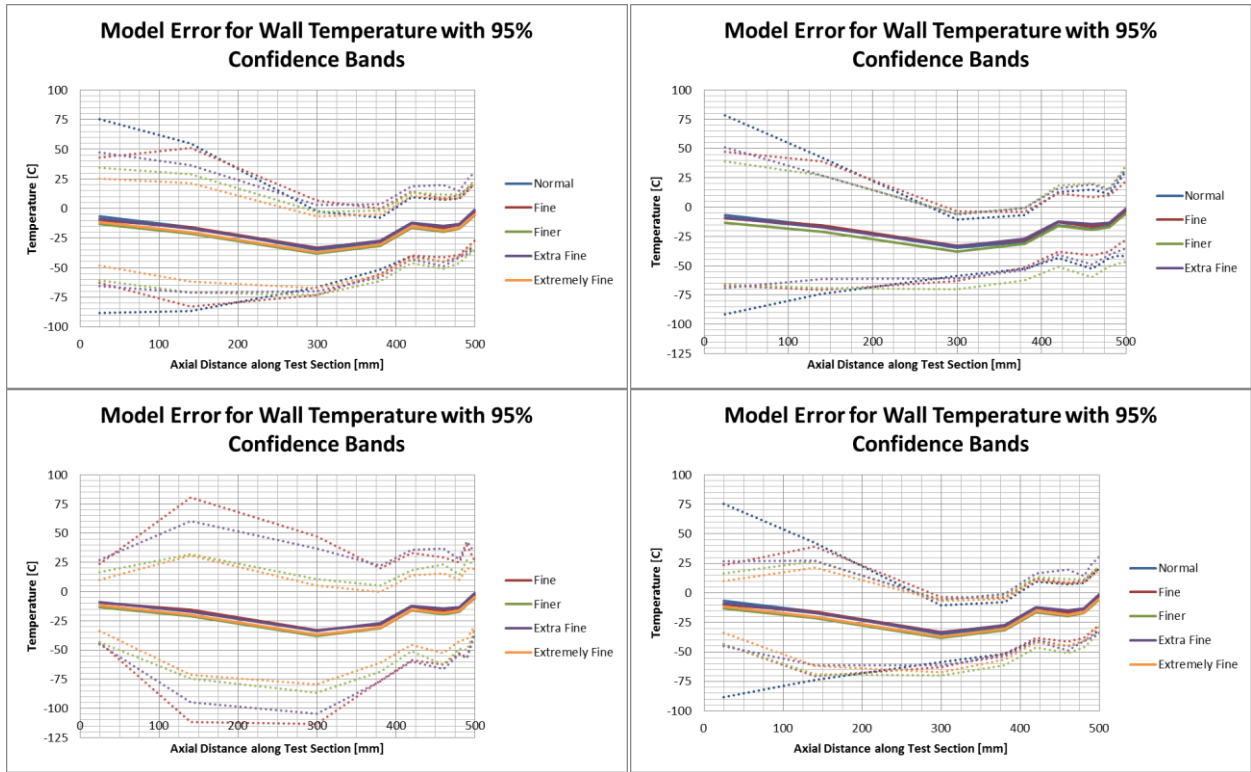 Model Error for Wall Temperature with 95%
Confidence Bands
Temperature [C]
100
75
50
25
0
-25
-50
-75
-100
0 100 200 300 400 500
Axial Distance along Test Section [mm]
Normal
Fine
Finer
Extra Fine
Extremely Fine
Model Error for Wall Temperature with 95%
Confidence Bands
Temperature [C]
100
75
50
25
0
-25
-50
-75
-100
-125
0 100 200 300 400 500
Axial Distance along Test Section [mm]
Normal
Fine
Finer
Extra Fine
Model Error for Wall Temperature with 95%
Confidence Bands
Temperature [C]
100
75
50
25
0
-25
-50
-75
-100
-125
0 100 200 300 400 500
Axial Distance along Test Section [mm]
Fine
Finer
Extra Fine
Extremely Fine
Model Error for Wall Temperature with 95%
Confidence Bands
Temperature [C]
100
75
50
25
0
-25
-50
-75
-100
0 100 200 300 400 500
Axial Distance along Test Section [mm]
Normal
Fine
Finer
Extra Fine
Extremely Fine